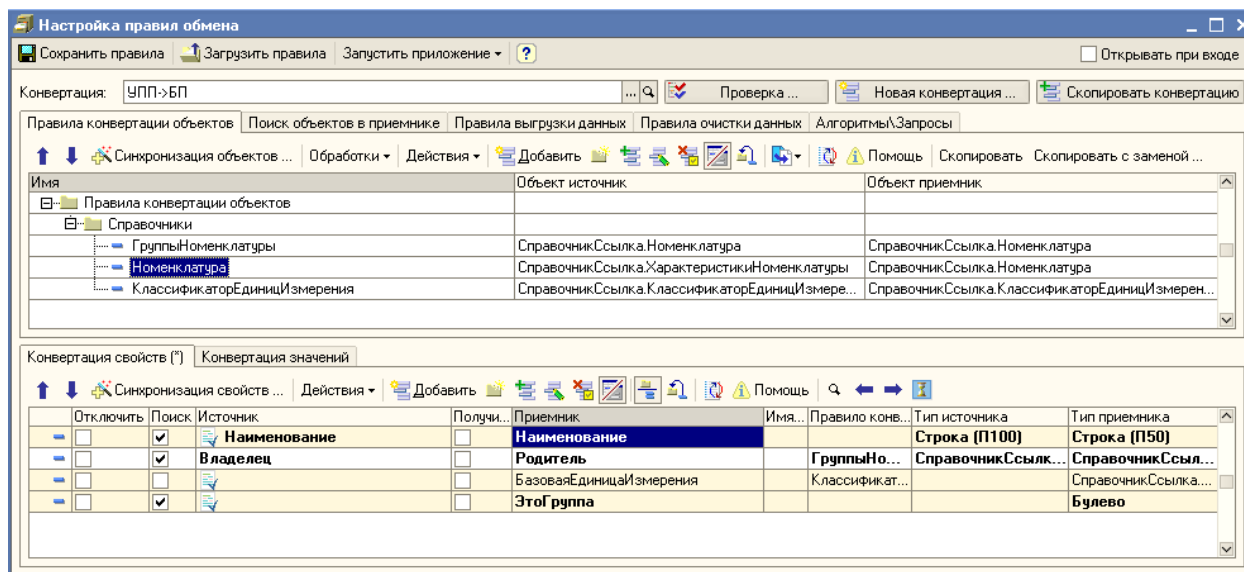 Настройка правил обмена
Сохранить правила Загрузить правила Запустить приложение ? Открывать при входе
Конвертация: УПП->БП ... Проверка ... Новая конвертация ... Скопировать конвертацию
Правила конвертации объектов Поиск объектов в приемнике Правила выгрузки данных Правила очистки данных Алгоритмы\Запросы
Синхронизация объектов ... Обработки Действия Добавить Помощь Скопировать Скопировать с заменой ...
Имя Объект источник Объект приемник
Правила конвертации объектов
Справочники
ГруппыНоменклатуры СправочникСсылка.Номенклатура СправочникСсылка.Номенклатура
Номенклатура СправочникСсылка.ХарактеристикиНоменклатуры СправочникСсылка.Номенклатура
КлассификаторЕдиницИзмерения СправочникСсылка.КлассификаторЕдиницИзмере... СправочникСсылка.КлассификаторЕдиницИзмерен...
Конвертация свойств (*) Конвертация значений
Синхронизация свойств ... Действия Добавить Помощь
Отключить Поиск Источник Получи... Приемник Имя... Правило конв... Тип источника Тип приемника
Наименование Наименование Строка (П100) Строка (П50)
Владелец Родитель ГруппыНо... СправочникСсылк... СправочникСсыл...
БазоваяЕдиницаИзмерения Классификат... СправочникСсылка....
ЭтоГруппа Булево